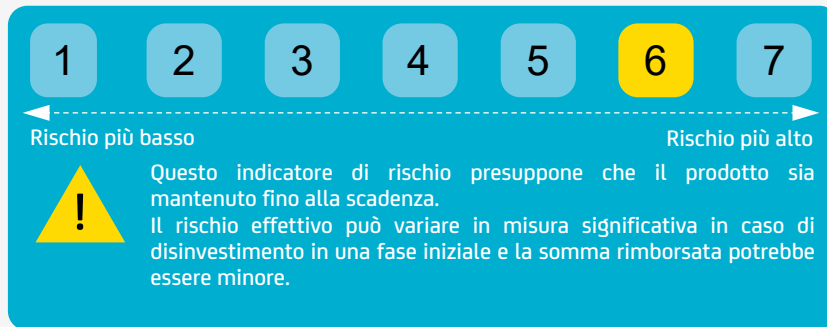 1 2 3 4 5 6 7
Rischio più basso Rischio più alto
!
Questo indicatore di rischio presuppone che il prodotto sia
mantenuto fino alla scadenza.
Il rischio effettivo può variare in misura significativa in caso di
disinvestimento in una fase iniziale e la somma rimborsata potrebbe
essere minore.